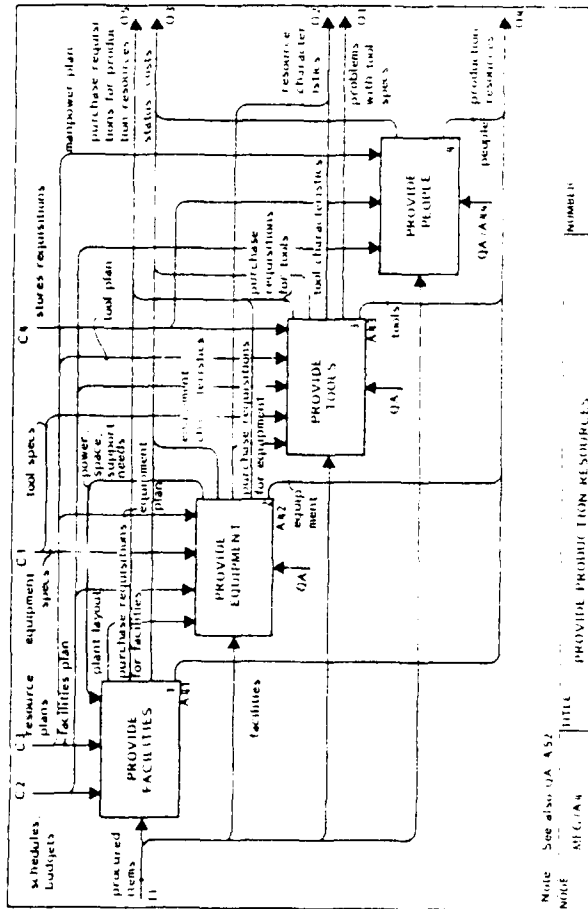 C2
C3
C1
C4
schedules,
budgets
resource
plans
equipment
specs
tool specs
stores requisitions
manpower plan
facilities plan
tool plan
purchase requisi
tions for produc
tion resources
O5
status costs
O3
power
space,
support
needs
plant layout
equipment
plan
purchase requisitions
for facilities
procured
items
I1
PROVIDE
FACILITIES
1
A41
PROVIDE
EQUIPMENT
A42
QA
equip
ment
purchase requisitions
for equipment
purchase
requisitions
for tools
tool characteristics
resource
character
istics
O2
problems
with tool
specs
O1
PROVIDE
TOOLS
3
A43
QA
tools
PROVIDE
PEOPLE
4
QA/A44
people
production
resources
O4
facilities
Note See also QA/A52
NODE
MFG/A4
TITLE
PROVIDE PRODUCTION RESOURCES
NUMBER